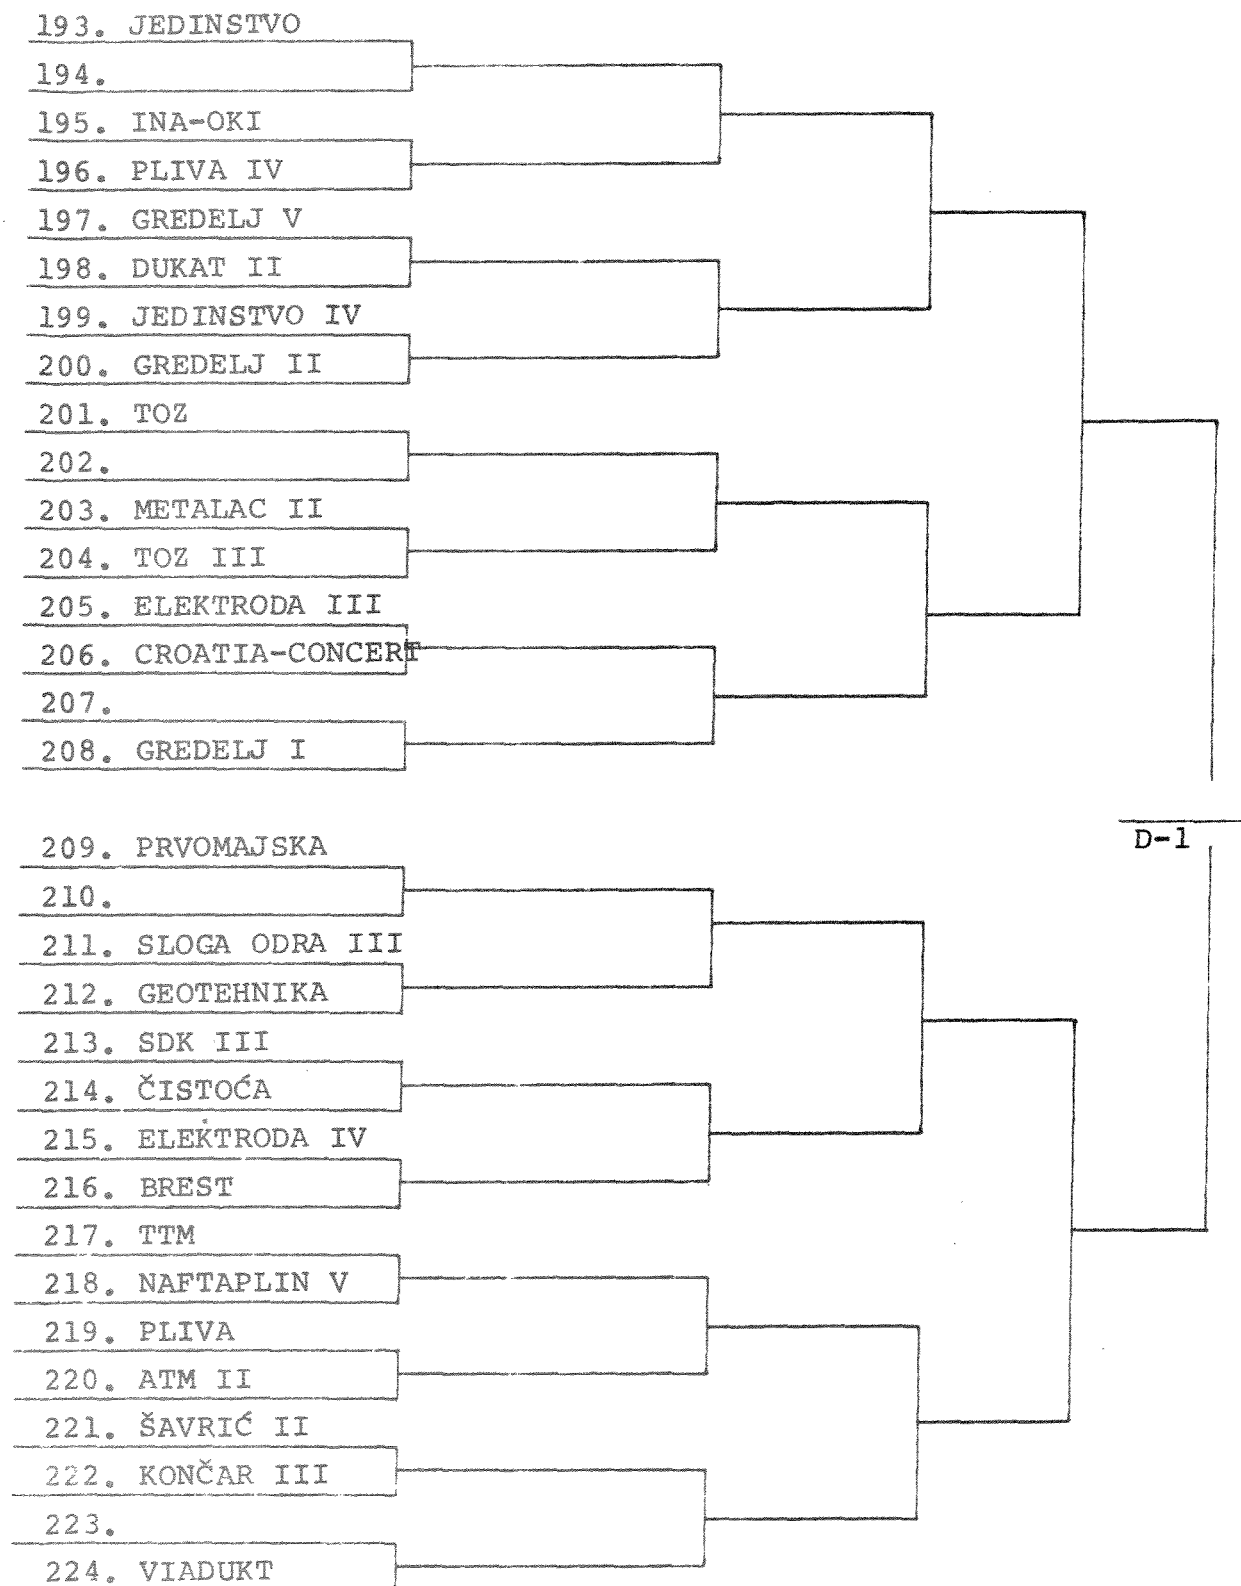 193. JEDINSTVO
194.
195. INA-OKI
196. PLIVA IV
197. GREDELJ V
198. DUKAT II
199. JEDINSTVO IV
200. GREDELJ II
201. TOZ
202.
203. METALAC II
204. TOZ III
205. ELEKTRODA III
206. CROATIA-CONCERT
207.
208. GREDELJ I
D-1
209. PRVOMAJSKA
210.
211. SLOGA ODRA III
212. GEOTEHNIKA
213. SDK III
214. ČISTOĆA
215. ELEKTRODA IV
216. BREST
217. TTM
218. NAFTAPLIN V
219. PLIVA
220. ATM II
221. ŠAVRIĆ II
222. KONČAR III
223.
224. VIADUKT